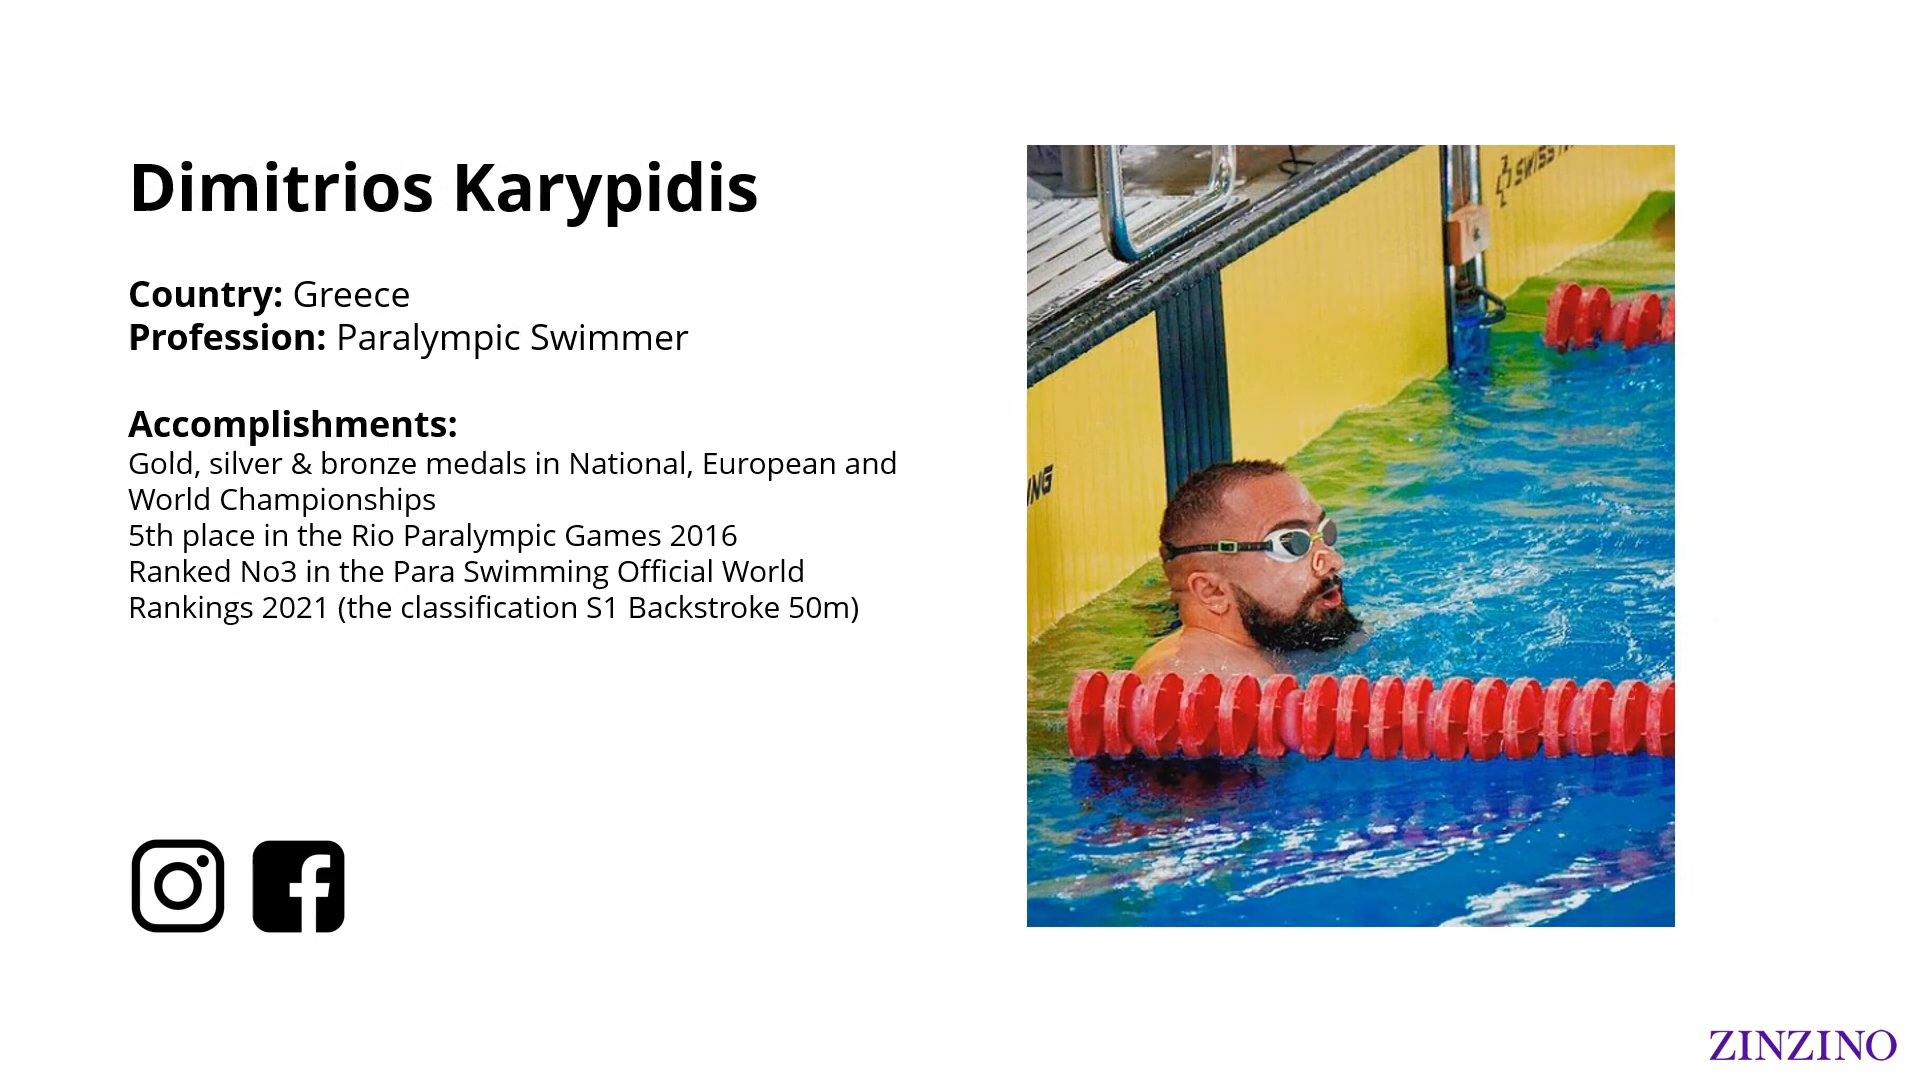 Dimitrios Karypidis
Country: Greece
Profession: Paralympic Swimmer
Accomplishments:
Gold, silver & bronze medals in National, European and
World Championships
5th place in the Rio Paralympic Games 2016
Ranked No3 in the Para Swimming Official World
Rankings 2021 (the classification S1 Backstroke 50m)
ZINZINO